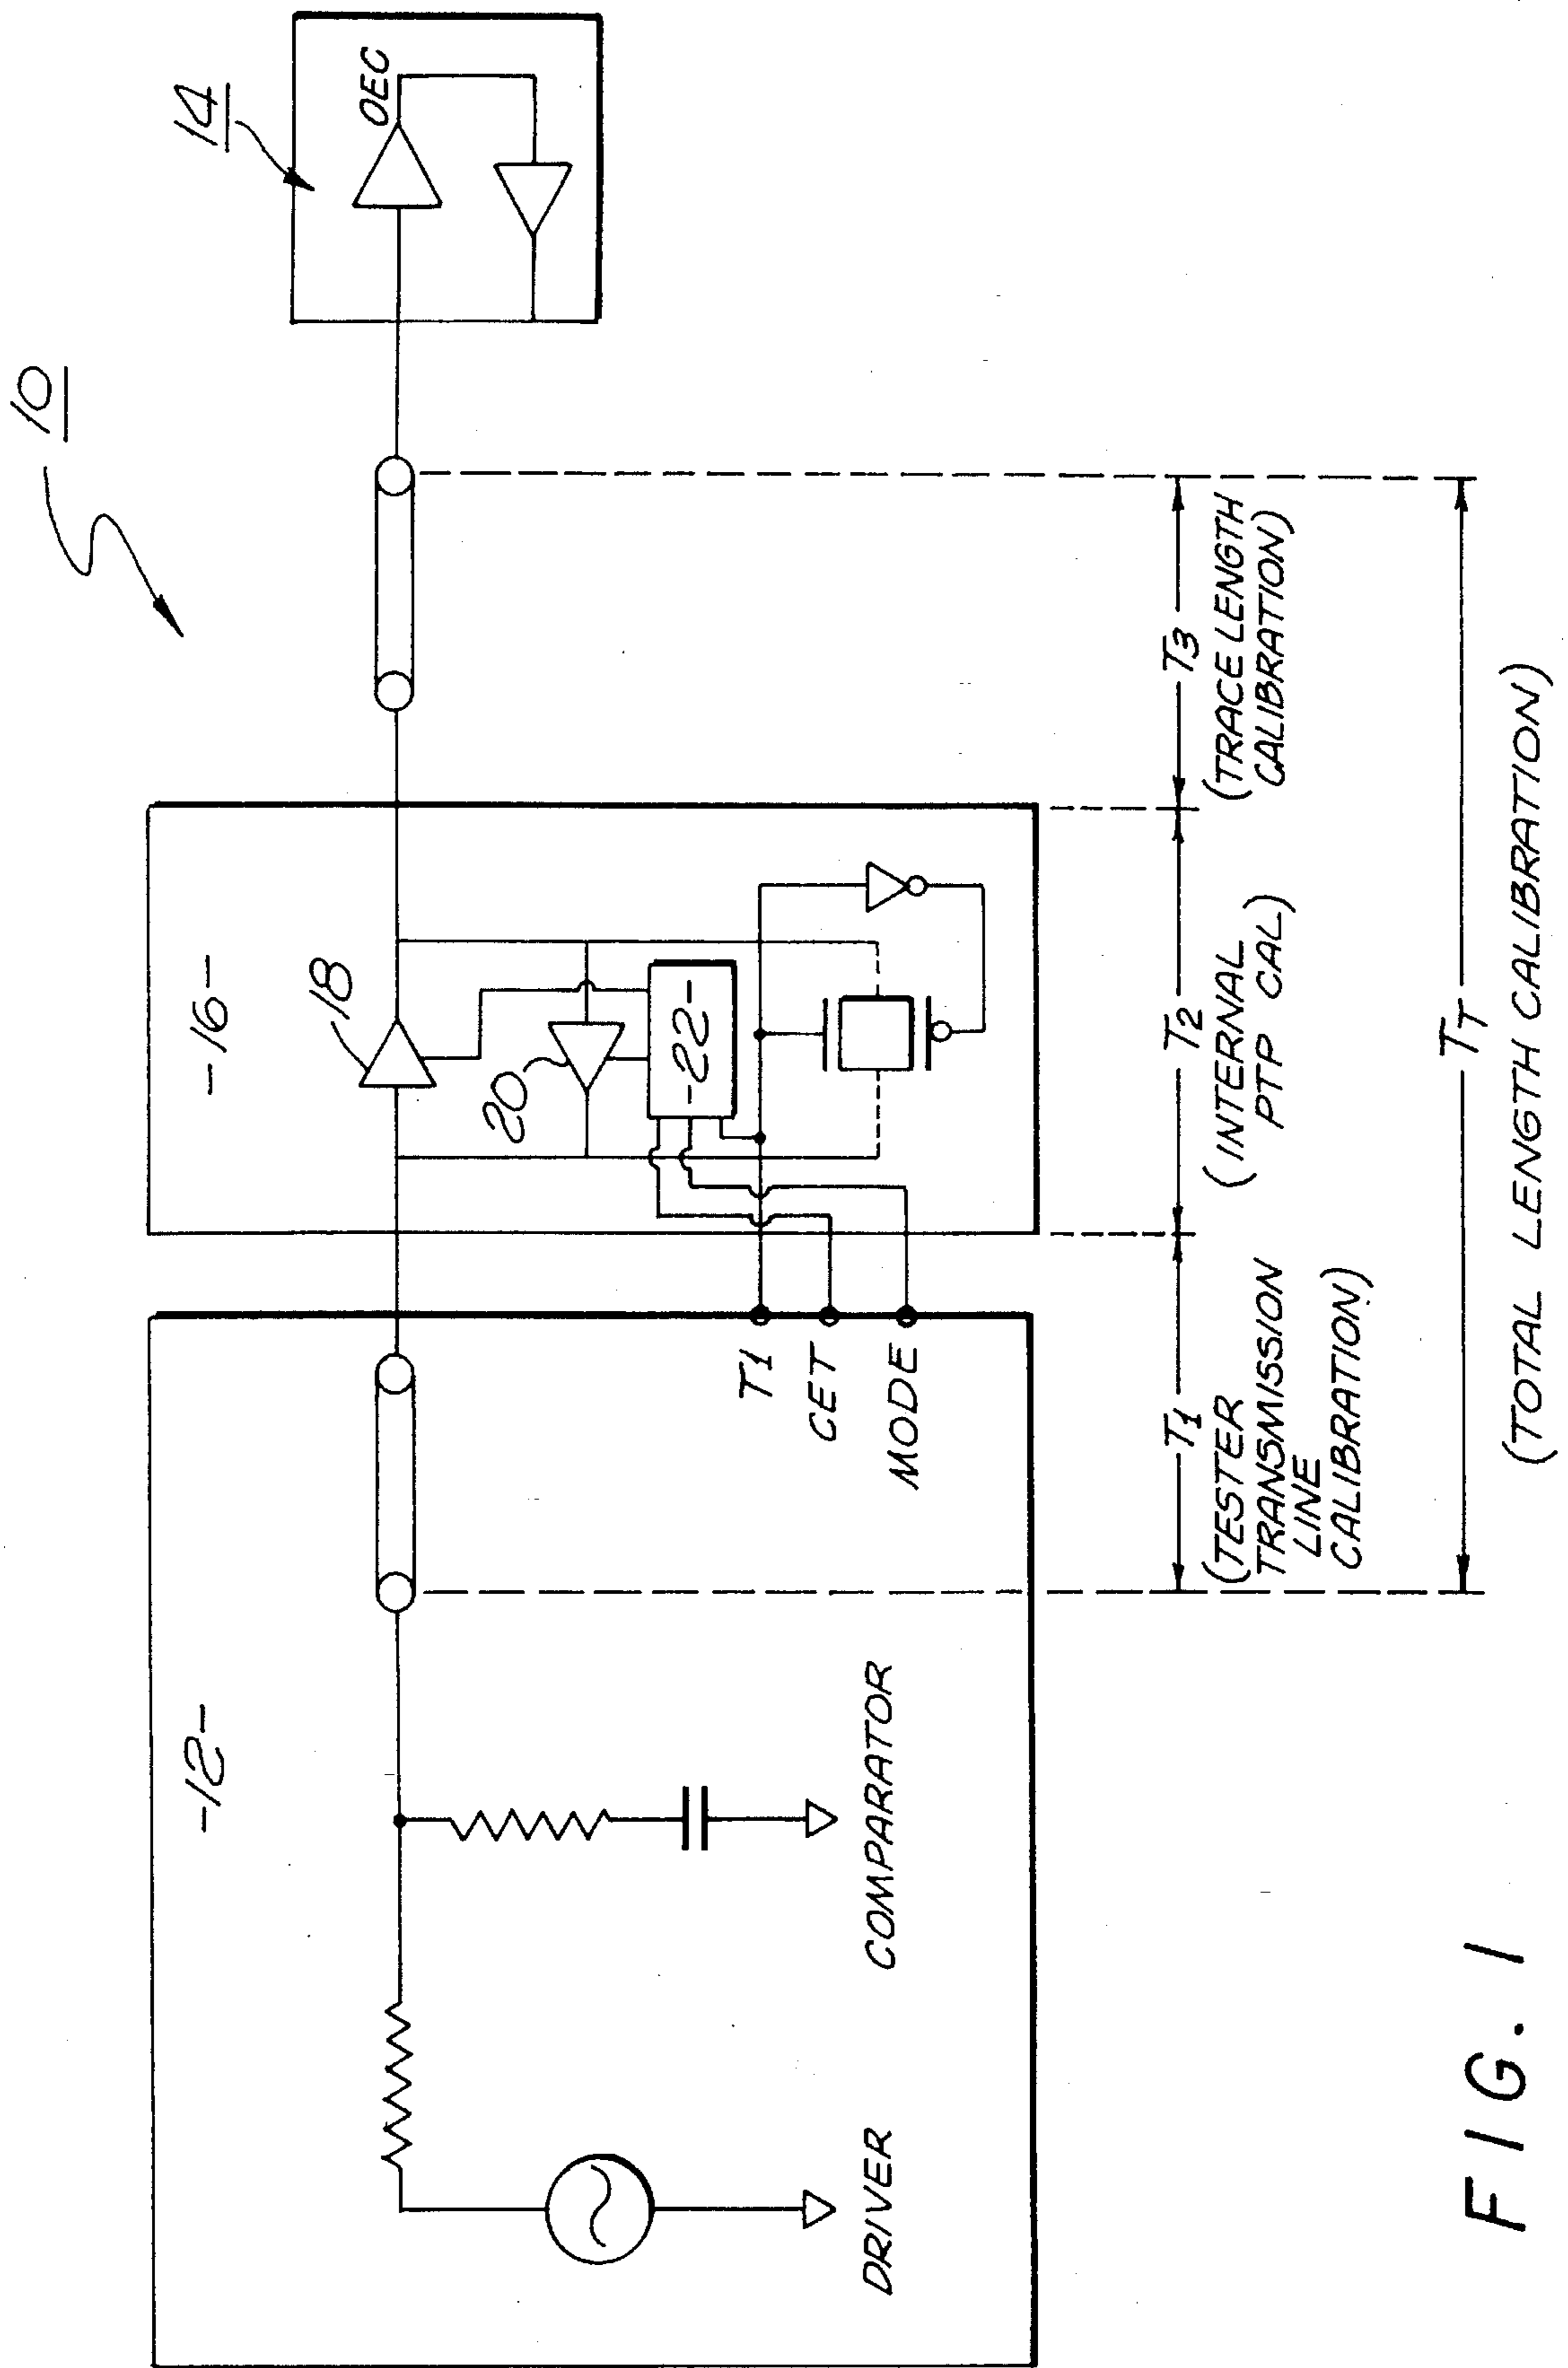 10
14
OEC
-16-
18
20
-22-
-12-
T1
CET
MODE
DRIVER
COMPARATOR
T1
(TESTER
TRANSMISSION
LINE
CALIBRATION)
T2
(INTERNAL
PTP CAL)
T3
(TRACE LENGTH
CALIBRATION)
TT
(TOTAL LENGTH CALIBRATION)
FIG. 1